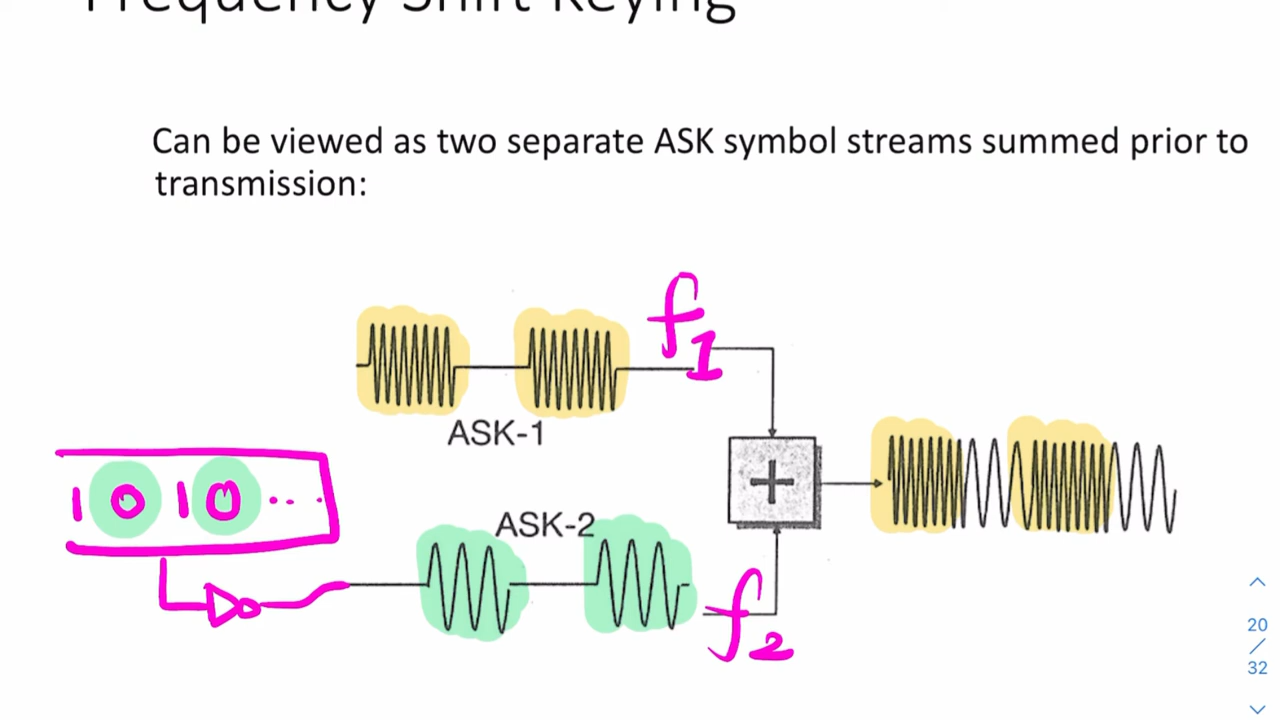 Frequency Shift Keying
Can be viewed as two separate ASK symbol streams summed prior to
transmission:
f1
ASK-1
+
1 0 1 0 ...
ASK-2
f2
20
/
32